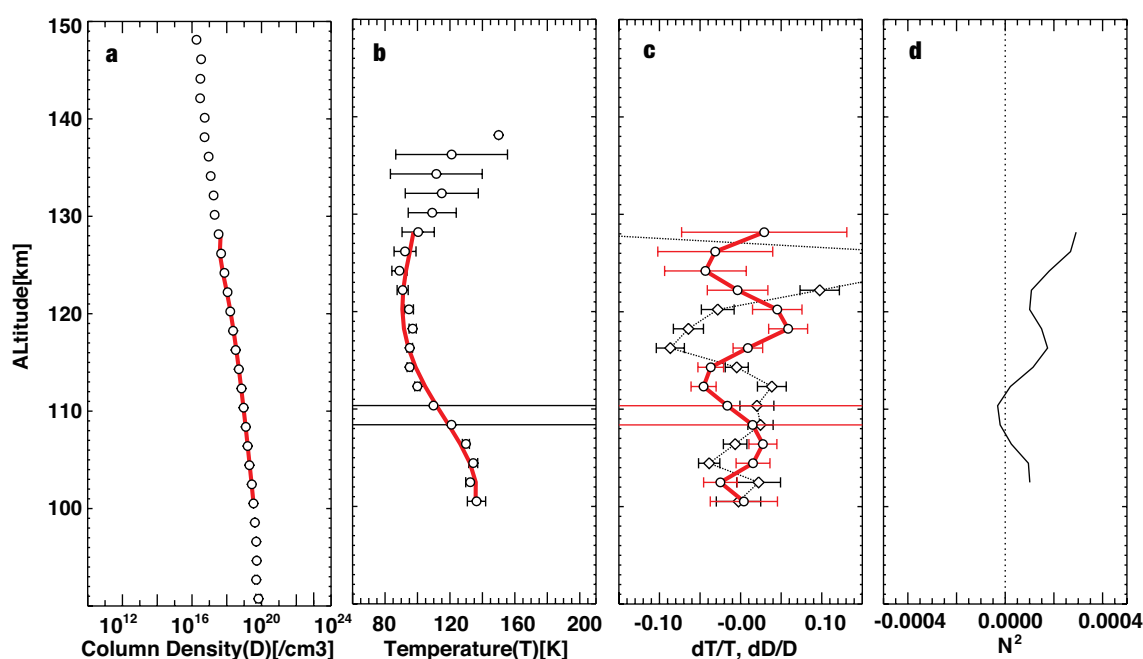 a
b
c
d
150
140
130
120
110
100
ALtitude[km]
10^12 10^16 10^20 10^24
80 120 160 200
-0.10 -0.00 0.10
-0.0004 0.0000 0.0004
Column Density(D)[/cm3]
Temperature(T)[K]
dT/T, dD/D
N^2